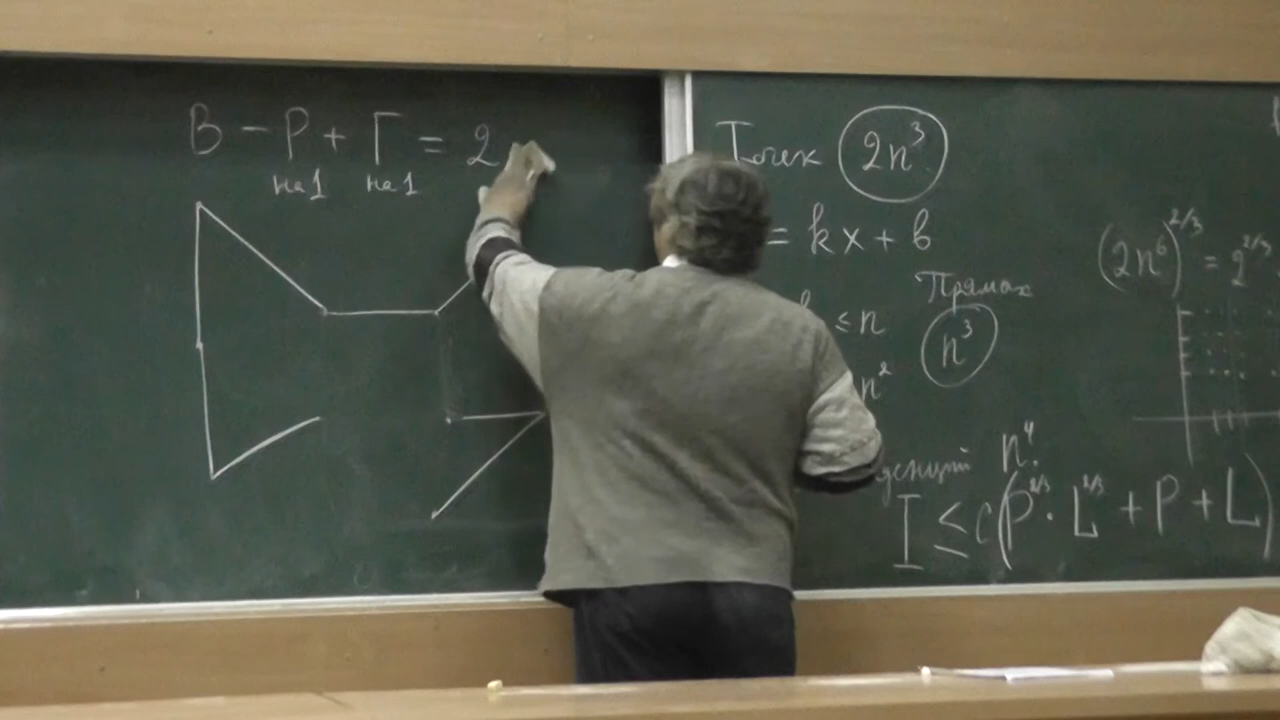 В − Р + Г = 2
на 1 на 1
Точек 2n³
= kx + b
Прямых
≤ n
n³
n²
(2n⁶)^{2/3} = 2^{2/3}
n⁴
I ≤ c(P^{2/3} · L^{2/3} + P + L)